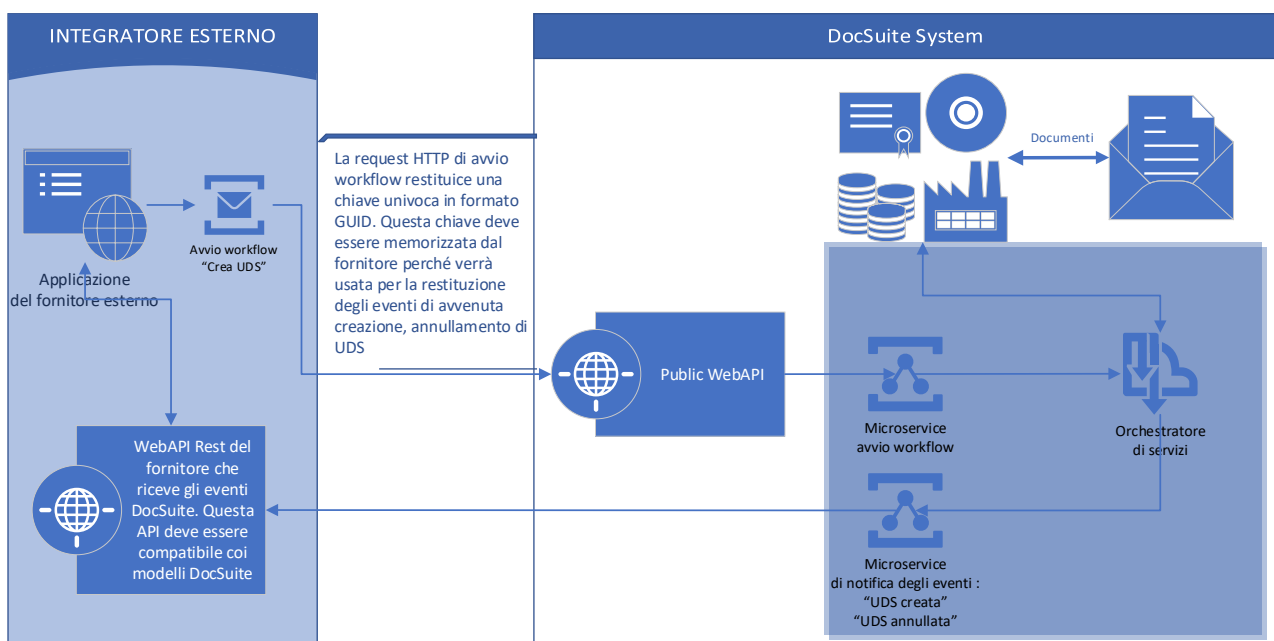 INTEGRATORE ESTERNO
DocSuite System
Documenti
La request HTTP di avvio
workflow restituice una
chiave univoca in formato
GUID. Questa chiave deve
essere memorizzata dal
fornitore perché verrà
usata per la restituzione
degli eventi di avvenuta
creazione, annullamento di
UDS
Avvio workflow
“Crea UDS”
Applicazione
del fornitore esterno
Public WebAPI
Microservice
avvio workflow
Orchestratore
di servizi
WebAPI Rest del
fornitore che
riceve gli eventi
DocSuite. Questa
API deve essere
compatibile coi
modelli DocSuite
Microservice
di notifica degli eventi :
“UDS creata”
“UDS annullata”